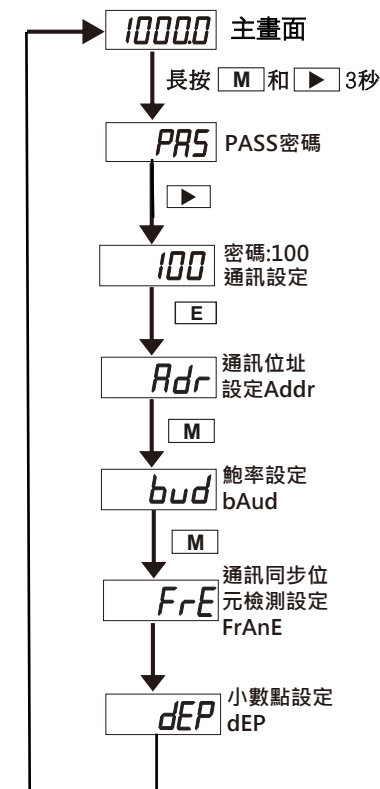 1000.0 主畫面
長按 M 和 ▶ 3秒
PAS PASS密碼
▶
100 密碼:100
通訊設定
E
Adr 通訊位址
設定Addr
M
bud 鮑率設定
bAud
M
FrE 通訊同步位
元檢測設定
FrAnE
dEP 小數點設定
dEP